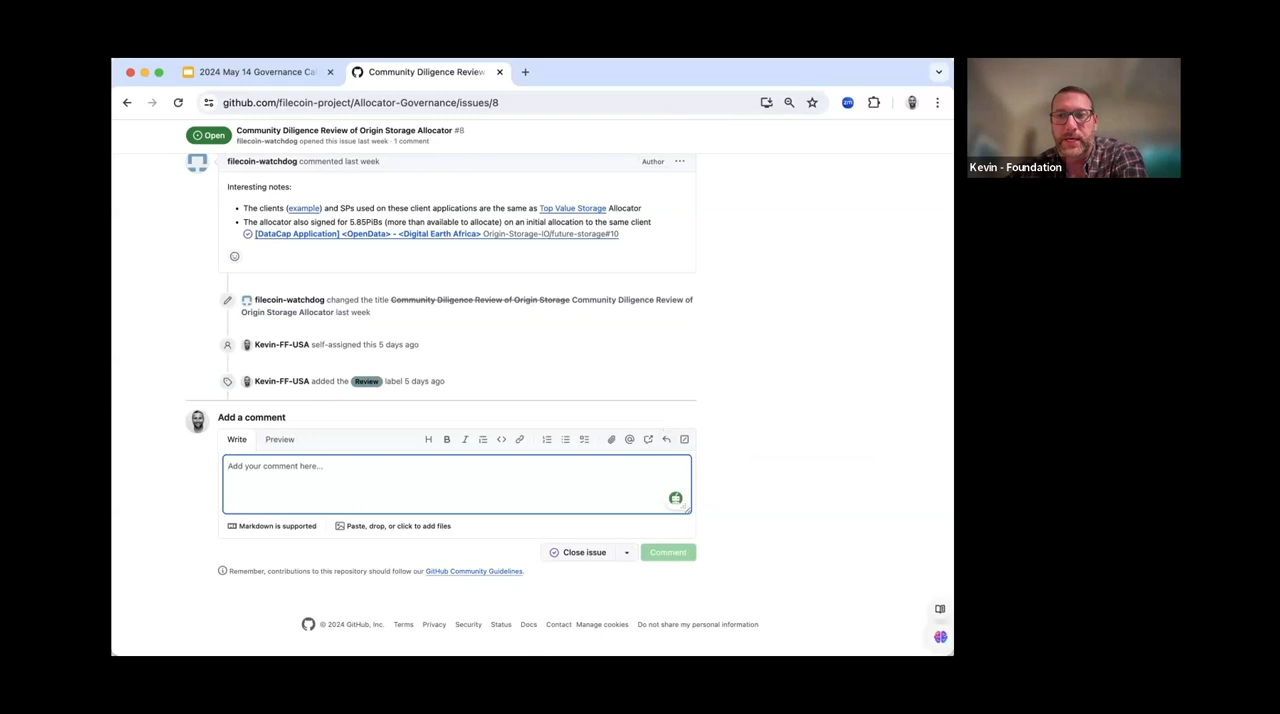 2024 May 14 Governance Ca
Community Diligence Review
github.com/filecoin-project/Allocator-Governance/issues/8
Open
Community Diligence Review of Origin Storage Allocator #8
filecoin-watchdog opened this issue last week · 1 comment
filecoin-watchdog commented last week
Author
Interesting notes:
• The clients (example) and SPs used on these client applications are the same as Top Value Storage Allocator
• The allocator also signed for 5.85PiBs (more than available to allocate) on an initial allocation to the same client
[DataCap Application] <OpenData> - <Digital Earth Africa> Origin-Storage-IO/future-storage#10
filecoin-watchdog changed the title Community Diligence Review of Origin Storage Community Diligence Review of
Origin Storage Allocator last week
Kevin-FF-USA self-assigned this 5 days ago
Kevin-FF-USA added the Review label 5 days ago
Add a comment
Write Preview
Add your comment here...
Markdown is supported
Paste, drop, or click to add files
Close issue
Comment
Remember, contributions to this repository should follow our GitHub Community Guidelines.
© 2024 GitHub, Inc. Terms Privacy Security Status Docs Contact Manage cookies Do not share my personal information
Kevin - Foundation